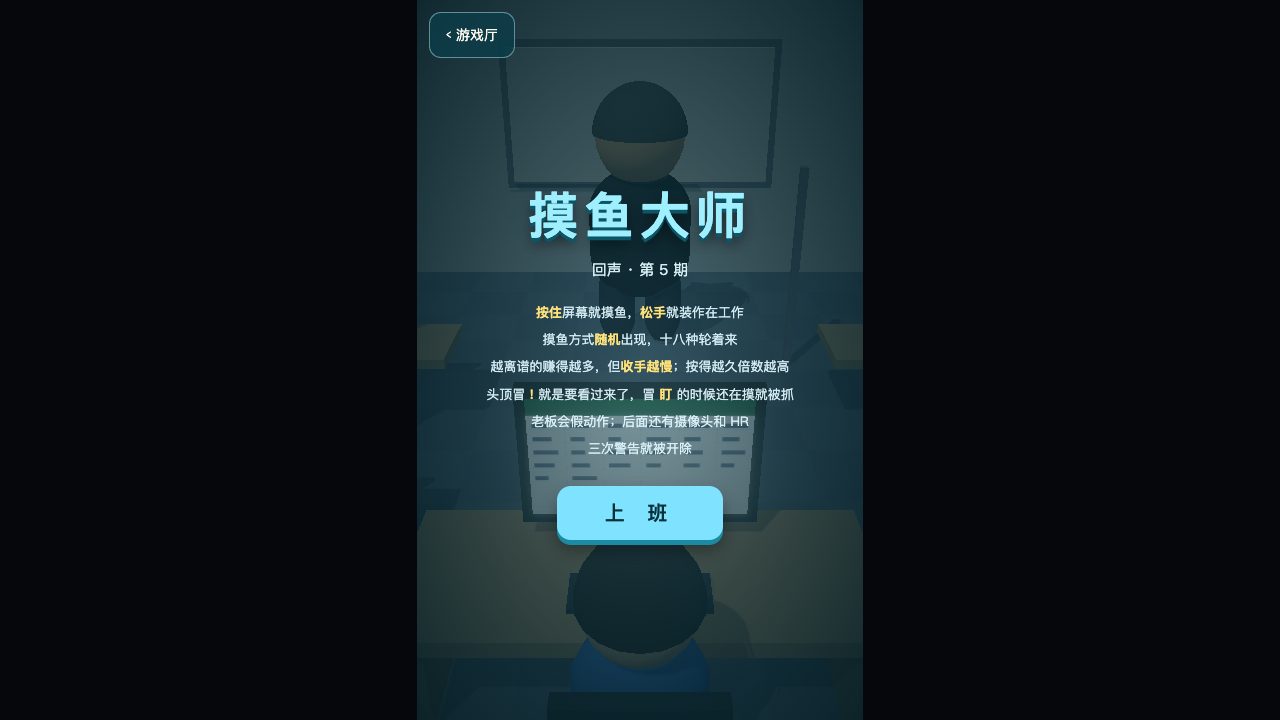 < 游戏厅
摸鱼大师
回声 · 第 5 期
按住屏幕就摸鱼，松手就装作在工作
摸鱼方式随机出现，十八种轮着来
越离谱的赚得越多，但收手越慢；按得越久倍数越高
头顶冒！就是要看过来了，冒 盯 的时候还在摸就被抓
老板会假动作；后面还有摄像头和 HR
三次警告就被开除
上 班